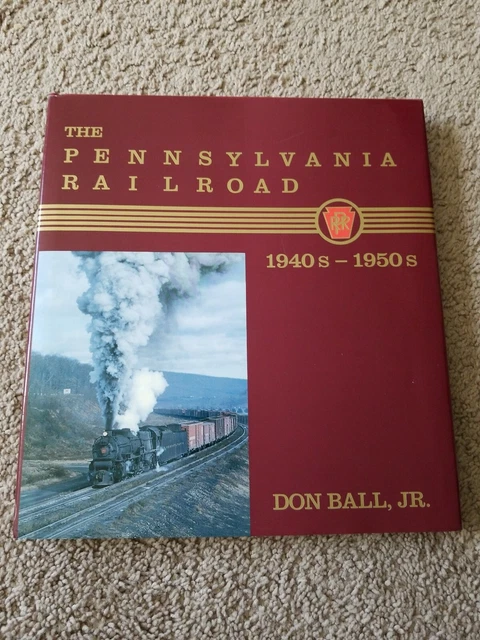 THE
PENNSYLVANIA
RAILROAD
PRR
1940s – 1950s
DON BALL, JR.